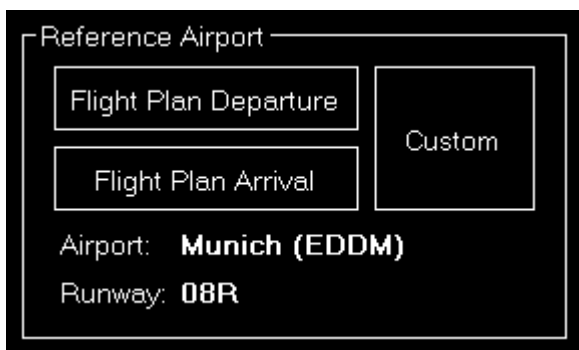 Reference Airport
Flight Plan Departure
Custom
Flight Plan Arrival
Airport: Munich (EDDM)
Runway: 08R